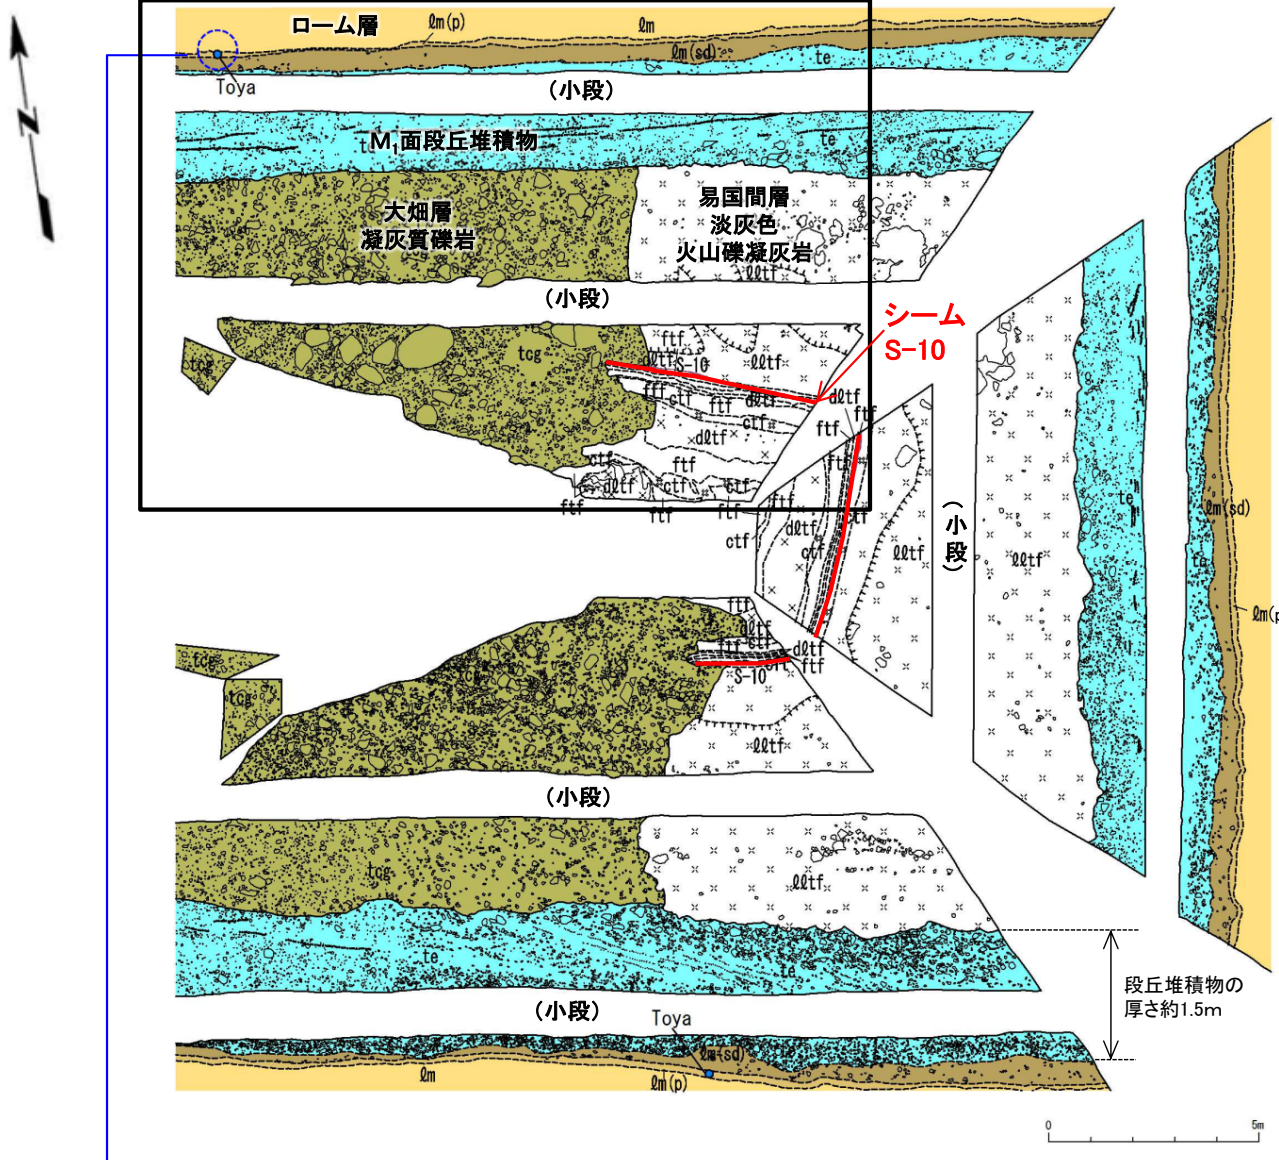 N
ローム層
ℓm(p)
ℓm
ℓm(sd)
te
Toya
(小段)
M₁面段丘堆積物
te
大畑層
凝灰質礫岩
易国間層
淡灰色
火山礫凝灰岩
ℓℓtf
(小段)
シーム
S-10
tcg
tcg
ftf
dℓtf
S-10
ℓℓtf
ftf
ctf
ftf
dℓtf
ctf
dℓtf
ctf
ftf
dℓtf
ctf
ctf
ftf
ftf
dℓtf
ftf
ftf
ftf
ftf
ftf
dℓtf
ctf
ctf
ctf
ℓℓtf
(小段)
ℓℓtf
te
te
ℓm(sd)
ℓm(p
tcg
tcg
tcg
ftf
dℓtf
ftf
ctf
dℓtf
ctf
ftf
S-10
ℓℓtf
(小段)
tcg
ℓℓtf
te
te
段丘堆積物の
厚さ約1.5m
(小段)
Toya
ℓm(sd)
ℓm
ℓm(p)
0
5m